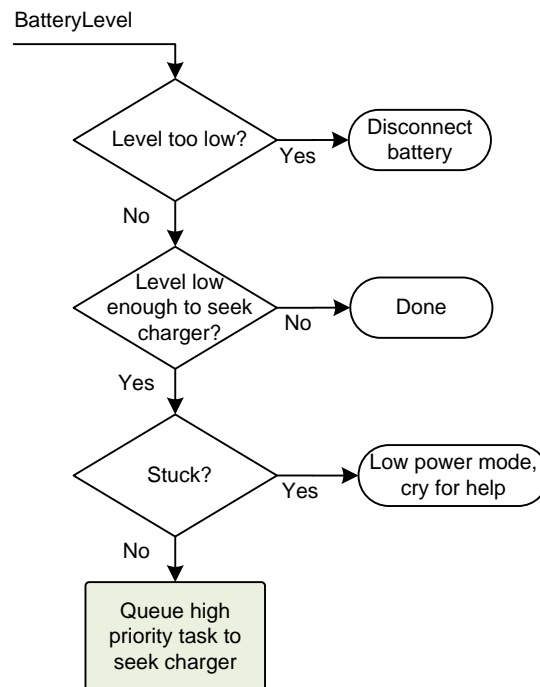 BatteryLevel
Level too low?
Yes
Disconnect
battery
No
Level low
enough to seek
charger?
No
Done
Yes
Stuck?
Yes
Low power mode,
cry for help
No
Queue high
priority task to
seek charger